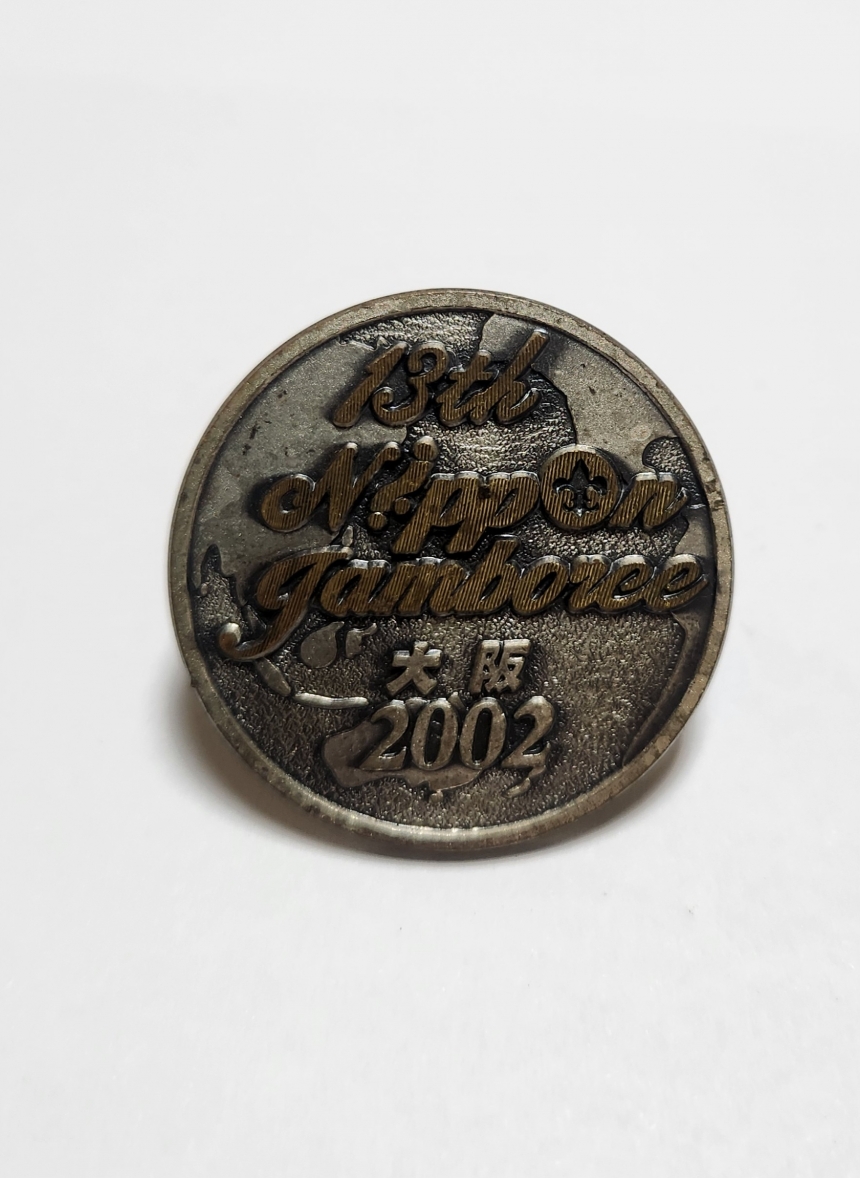 13th
Nippon
Jamboree
大阪
2002